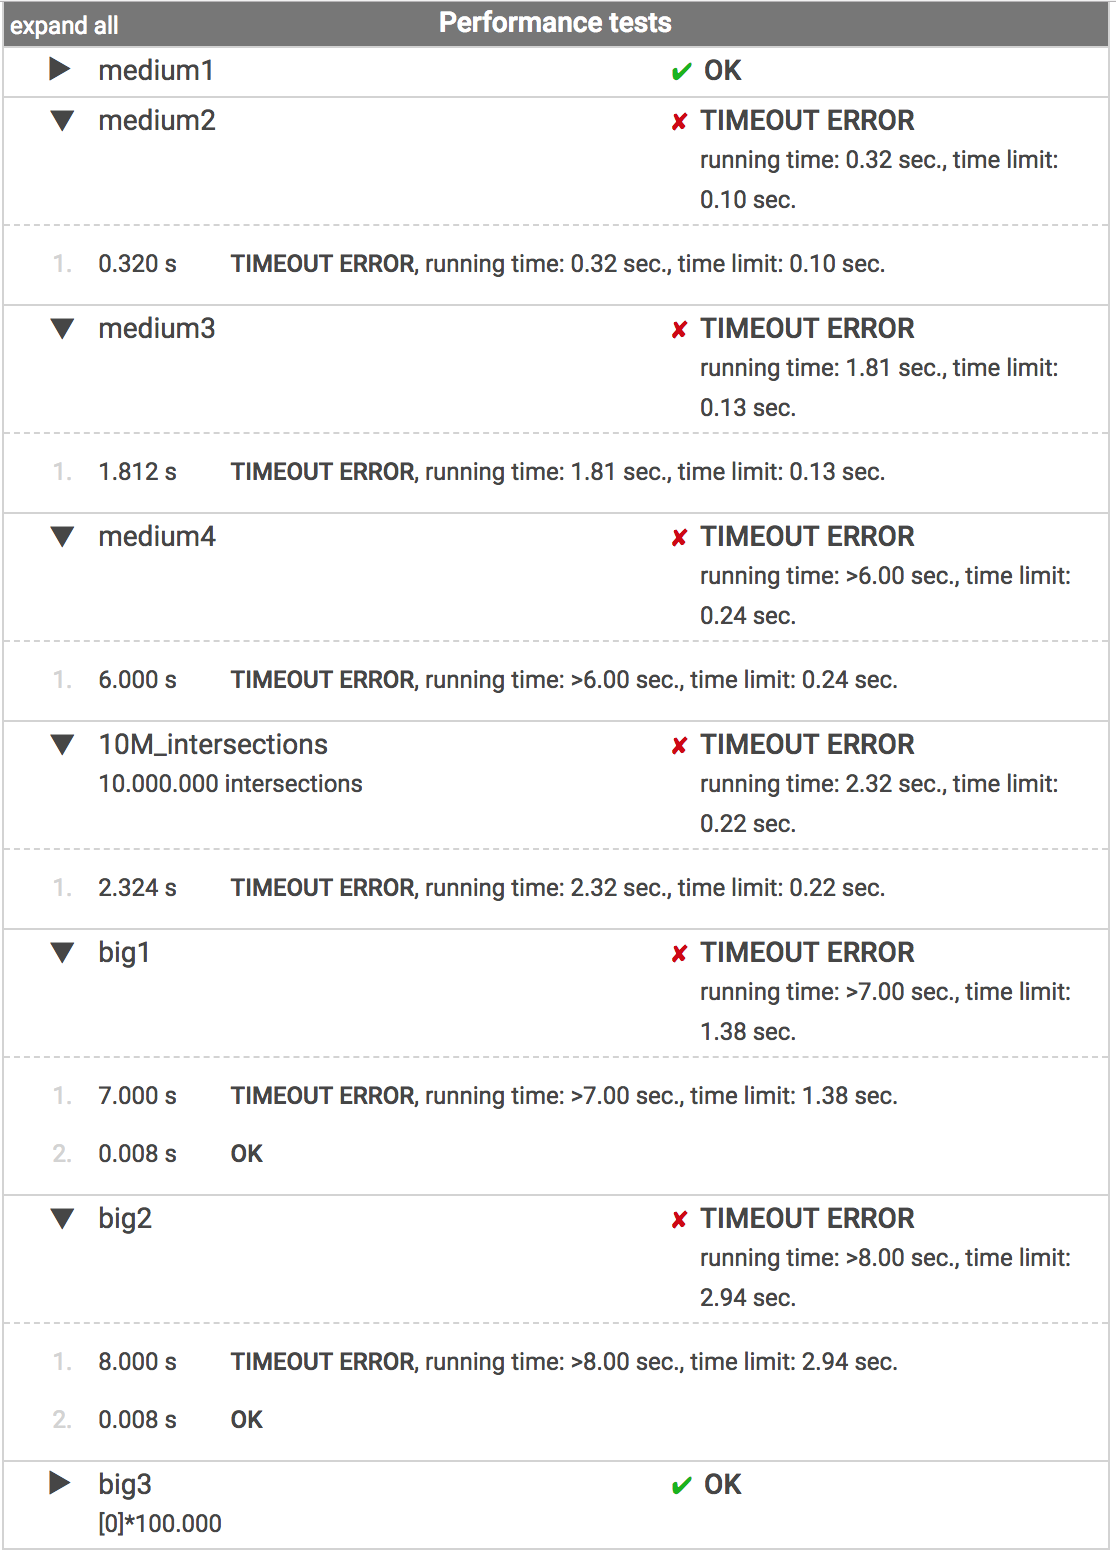 expand all Performance tests
▶ medium1 ✔ OK
▼ medium2 ✘ TIMEOUT ERROR
running time: 0.32 sec., time limit:
0.10 sec.
1. 0.320 s TIMEOUT ERROR, running time: 0.32 sec., time limit: 0.10 sec.
▼ medium3 ✘ TIMEOUT ERROR
running time: 1.81 sec., time limit:
0.13 sec.
1. 1.812 s TIMEOUT ERROR, running time: 1.81 sec., time limit: 0.13 sec.
▼ medium4 ✘ TIMEOUT ERROR
running time: >6.00 sec., time limit:
0.24 sec.
1. 6.000 s TIMEOUT ERROR, running time: >6.00 sec., time limit: 0.24 sec.
▼ 10M_intersections ✘ TIMEOUT ERROR
10.000.000 intersections running time: 2.32 sec., time limit:
0.22 sec.
1. 2.324 s TIMEOUT ERROR, running time: 2.32 sec., time limit: 0.22 sec.
▼ big1 ✘ TIMEOUT ERROR
running time: >7.00 sec., time limit:
1.38 sec.
1. 7.000 s TIMEOUT ERROR, running time: >7.00 sec., time limit: 1.38 sec.
2. 0.008 s OK
▼ big2 ✘ TIMEOUT ERROR
running time: >8.00 sec., time limit:
2.94 sec.
1. 8.000 s TIMEOUT ERROR, running time: >8.00 sec., time limit: 2.94 sec.
2. 0.008 s OK
▶ big3 ✔ OK
[0]*100.000